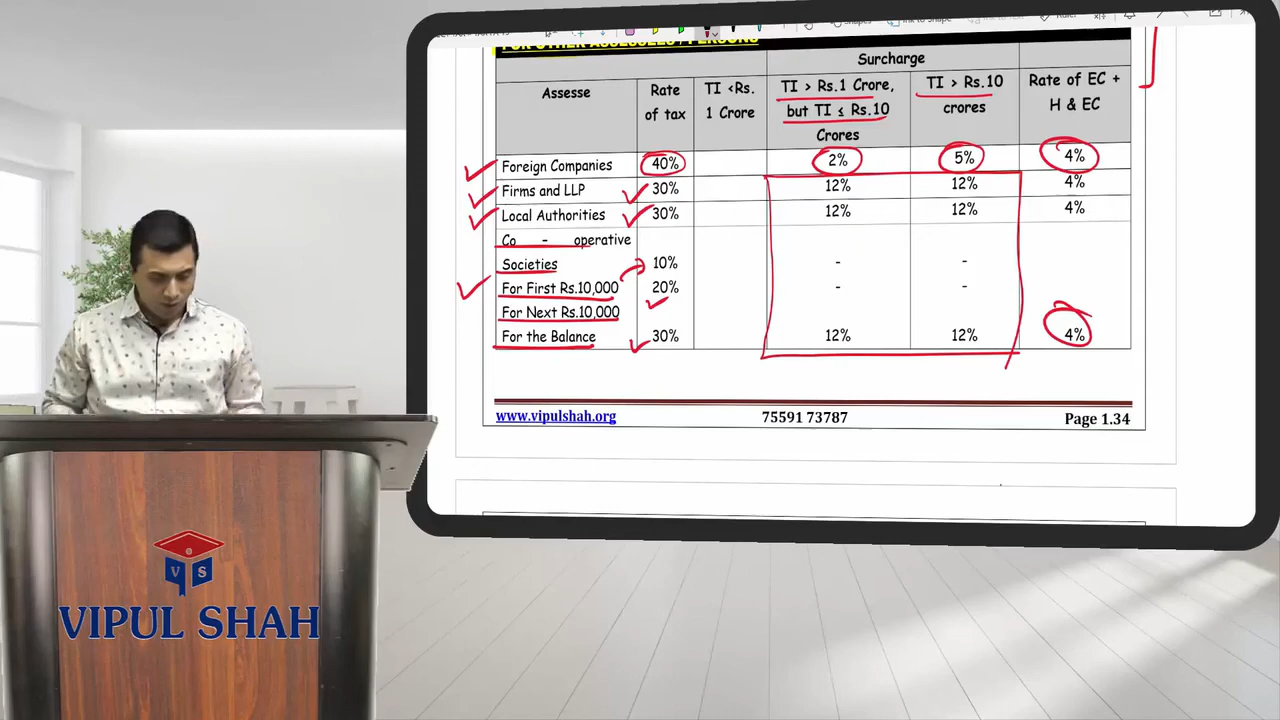 FOR OTHER ASSESSEES / PERSONS
Surcharge
Assesse
Rate of tax
TI <Rs. 1 Crore
TI > Rs.1 Crore, but TI ≤ Rs.10 Crores
TI > Rs.10 crores
Rate of EC + H & EC
Foreign Companies 40% 2% 5% 4%
Firms and LLP 30% 12% 12% 4%
Local Authorities 30% 12% 12% 4%
Co - operative
Societies 10% - -
For First Rs.10,000 20% - -
For Next Rs.10,000
For the Balance 30% 12% 12% 4%
www.vipulshah.org 75591 73787 Page 1.34
V S
VIPUL SHAH